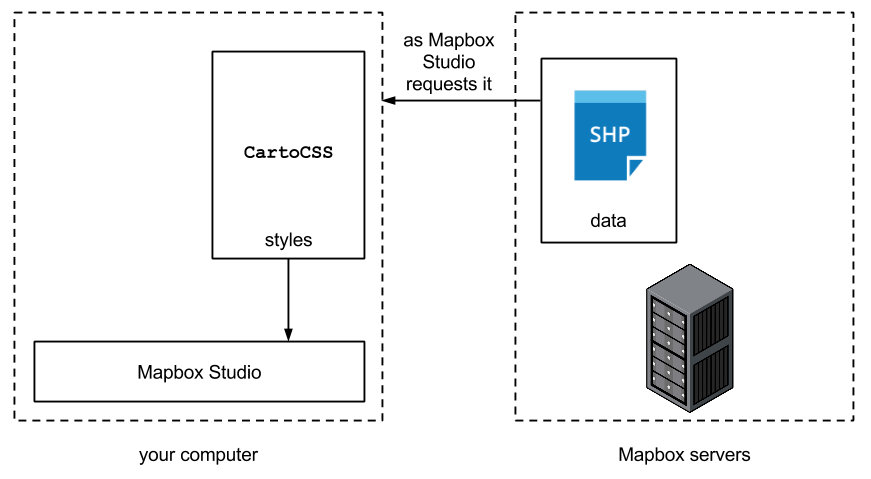 as Mapbox
Studio
requests it
CartoCSS
styles
SHP
data
Mapbox Studio
your computer
Mapbox servers